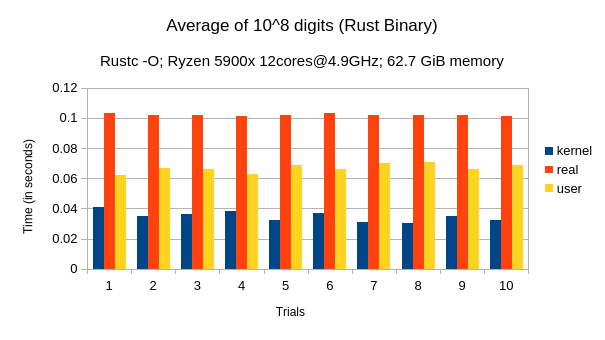 Average of 10^8 digits (Rust Binary)
Rustc -O; Ryzen 5900x 12cores@4.9GHz; 62.7 GiB memory
Time (in seconds)
0.12
0.1
0.08
0.06
0.04
0.02
0
1 2 3 4 5 6 7 8 9 10
Trials
kernel
real
user